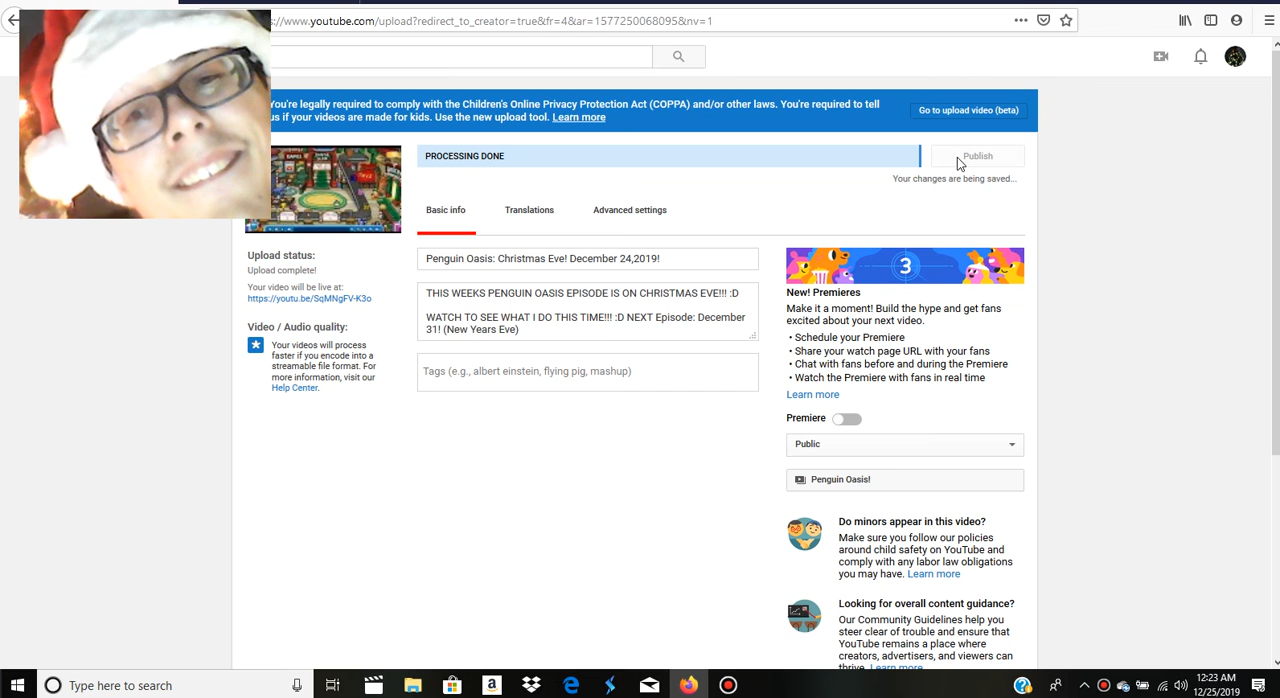 ://www.youtube.com/upload?redirect_to_creator=true&fr=4&ar=1577250068095&nv=1
You're legally required to comply with the Children's Online Privacy Protection Act (COPPA) and/or other laws. You're required to tell
us if your videos are made for kids. Use the new upload tool. Learn more
Go to upload video (beta)
PROCESSING DONE
Publish
Your changes are being saved...
Basic info
Translations
Advanced settings
Upload status:
Upload complete!
Your video will be live at:
https://youtu.be/SqMNgFV-K3o
Video / Audio quality:
Your videos will process
faster if you encode into a
streamable file format. For
more information, visit our
Help Center.
Penguin Oasis: Christmas Eve! December 24,2019!
THIS WEEKS PENGUIN OASIS EPISODE IS ON CHRISTMAS EVE!!! :D
WATCH TO SEE WHAT I DO THIS TIME!!! :D NEXT Episode: December
31! (New Years Eve)
Tags (e.g., albert einstein, flying pig, mashup)
3
New! Premieres
Make it a moment! Build the hype and get fans
excited about your next video.
• Schedule your Premiere
• Share your watch page URL with your fans
• Chat with fans before and during the Premiere
• Watch the Premiere with fans in real time
Learn more
Premiere
Public
Penguin Oasis!
Do minors appear in this video?
Make sure you follow our policies
around child safety on YouTube and
comply with any labor law obligations
you may have. Learn more
Looking for overall content guidance?
Our Community Guidelines help you
steer clear of trouble and ensure that
YouTube remains a place where
creators, advertisers, and viewers can
thrive. Learn more
Type here to search
12:23 AM
12/25/2019